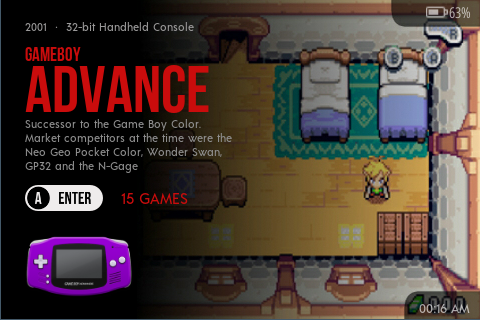 63%
2001 · 32-bit Handheld Console
R
GAMEBOY
B A
ADVANCE
Successor to the Game Boy Color.
Market competitors at the time were the
Neo Geo Pocket Color, Wonder Swan,
GP32 and the N-Gage
A ENTER 15 GAMES
00:16 AM